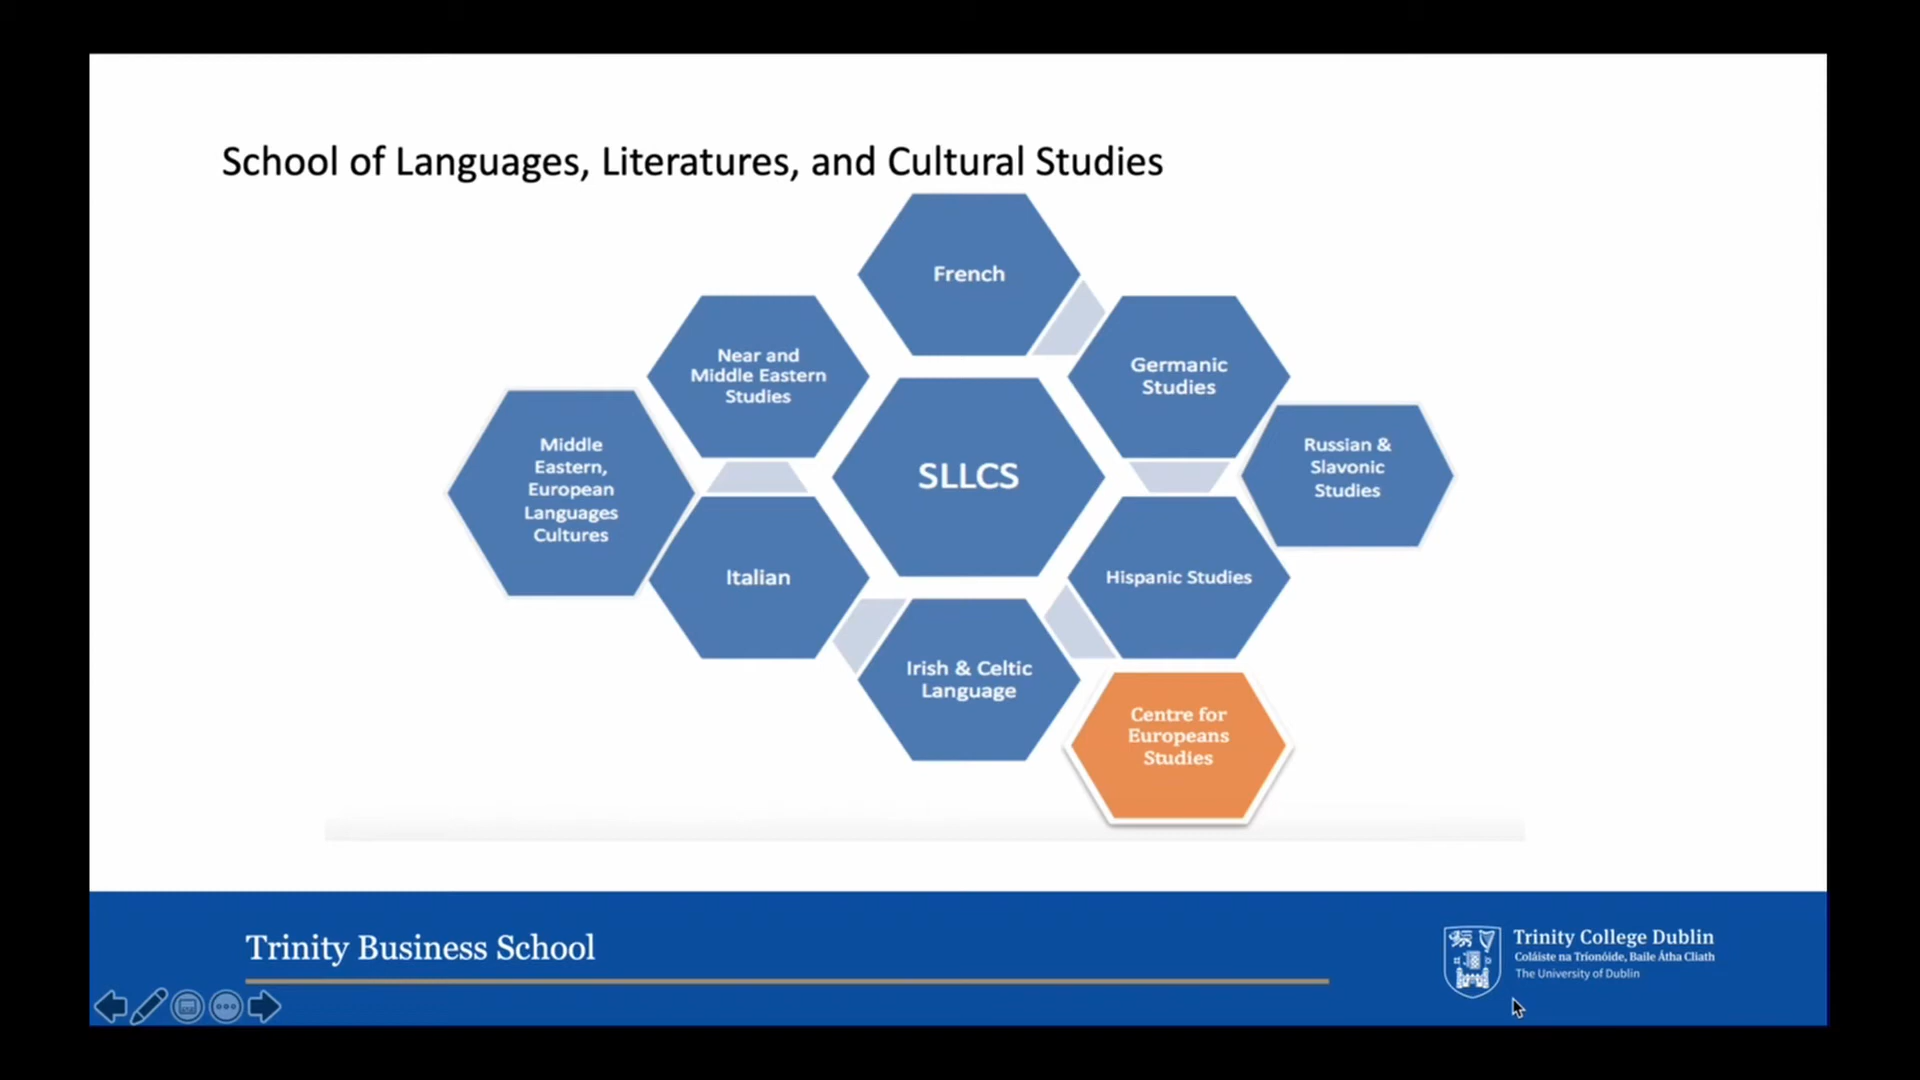 School of Languages, Literatures, and Cultural Studies
French
Near and
Middle Eastern
Studies
Germanic
Studies
Middle
Eastern,
European
Languages
Cultures
SLLCS
Russian &
Slavonic
Studies
Italian
Hispanic Studies
Irish & Celtic
Language
Centre for
Europeans
Studies
Trinity Business School
Trinity College Dublin
Coláiste na Tríonóide, Baile Átha Cliath
The University of Dublin